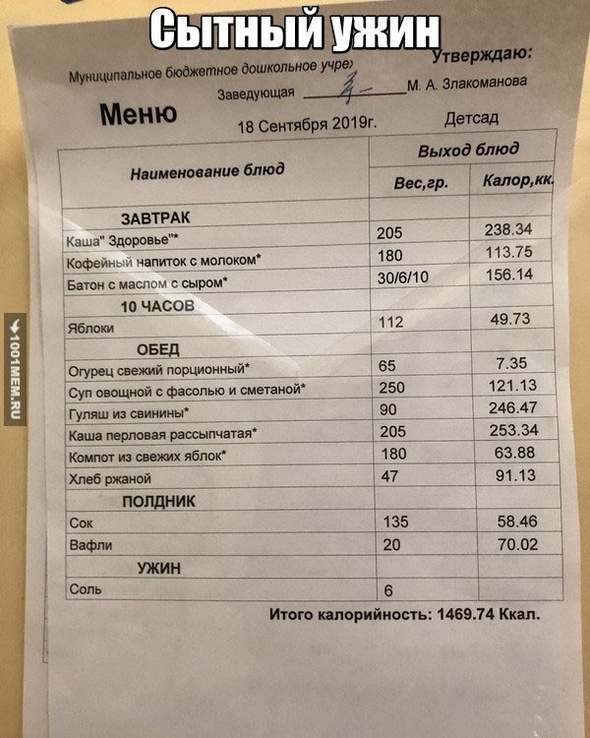 Сытный ужин
Утверждаю:
Муниципальное бюджетное дошкольное учре
Заведующая М. А. Злакоманова
Меню
18 Сентября 2019г. Детсад
Наименование блюд Выход блюд
Вес,гр. Калор,кк.
ЗАВТРАК
Каша" Здоровье"* 205 238.34
Кофейный напиток с молоком* 180 113.75
Батон с маслом с сыром* 30/6/10 156.14
10 ЧАСОВ
Яблоки 112 49.73
ОБЕД
Огурец свежий порционный* 65 7.35
Суп овощной с фасолью и сметаной* 250 121.13
Гуляш из свинины* 90 246.47
Каша перловая рассыпчатая* 205 253.34
Компот из свежих яблок* 180 63.88
Хлеб ржаной 47 91.13
ПОЛДНИК
Сок 135 58.46
Вафли 20 70.02
УЖИН
Соль 6
Итого калорийность: 1469.74 Ккал.
1001MEM.RU